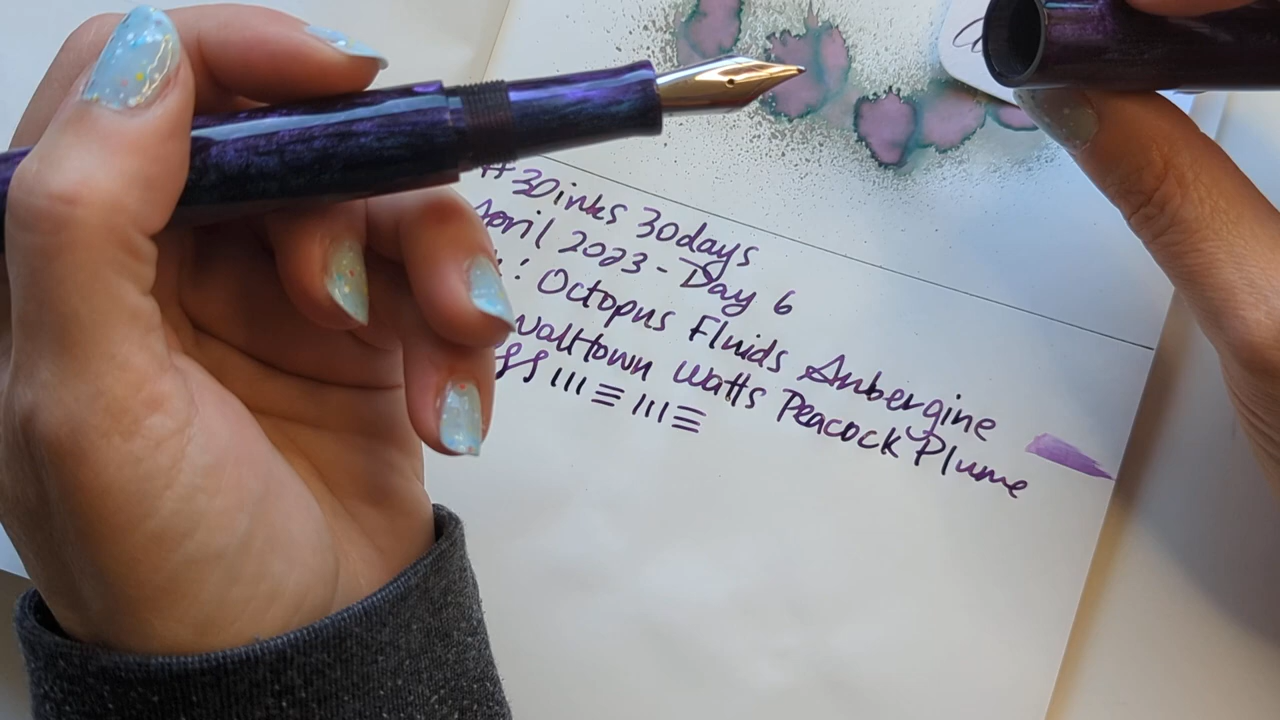 #30inks 30days
April 2023 - Day 6
: Octopus Fluids Aubergine
Walltown Watts Peacock Plume